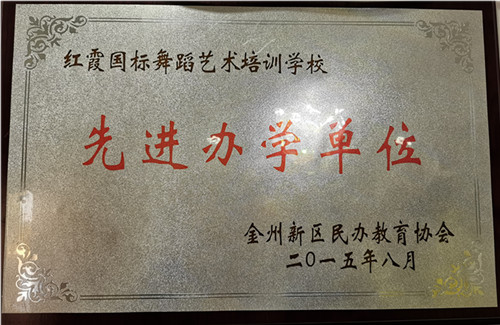 红霞国标舞蹈艺术培训学校
先进办学单位
金州新区民办教育协会
二〇一五年八月